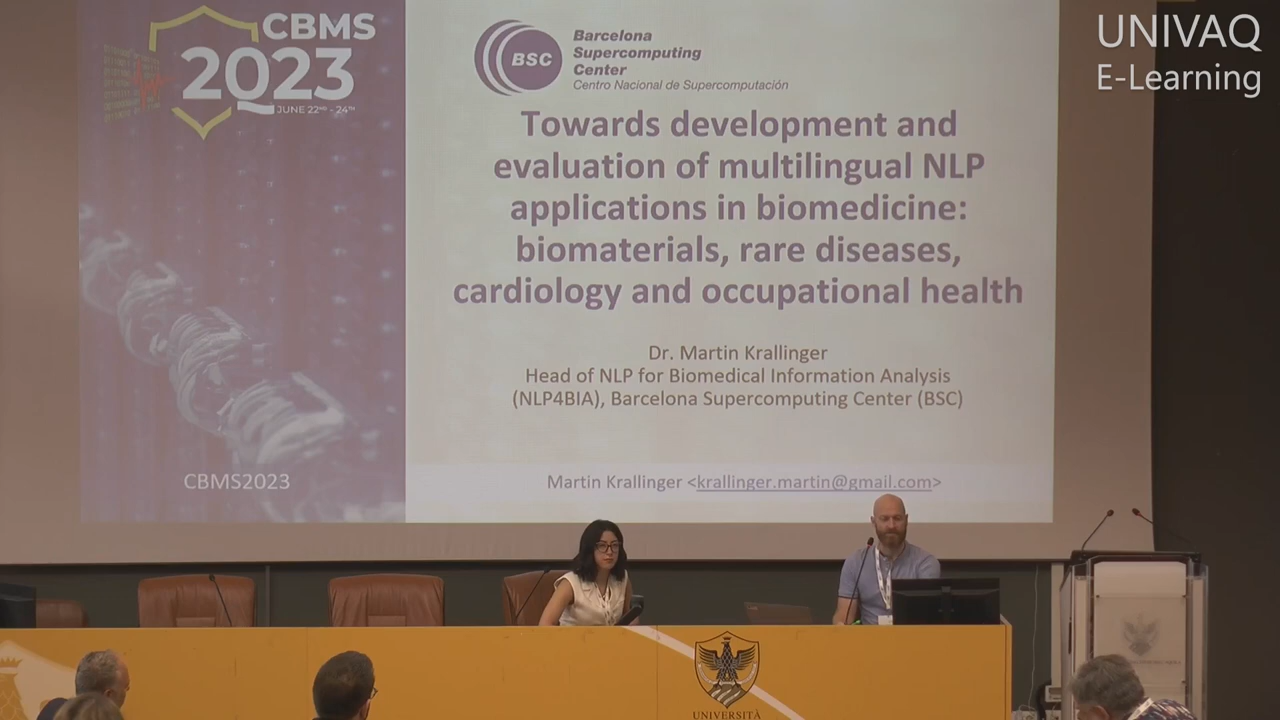 CBMS
2023
JUNE 22ND - 24TH
BSC
Barcelona
Supercomputing
Center
Centro Nacional de Supercomputación
UNIVAQ
E-Learning
Towards development and
evaluation of multilingual NLP
applications in biomedicine:
biomaterials, rare diseases,
cardiology and occupational health
Dr. Martin Krallinger
Head of NLP for Biomedical Information Analysis
(NLP4BIA), Barcelona Supercomputing Center (BSC)
CBMS2023
Martin Krallinger <krallinger.martin@gmail.com>
UNIVERSITÀ